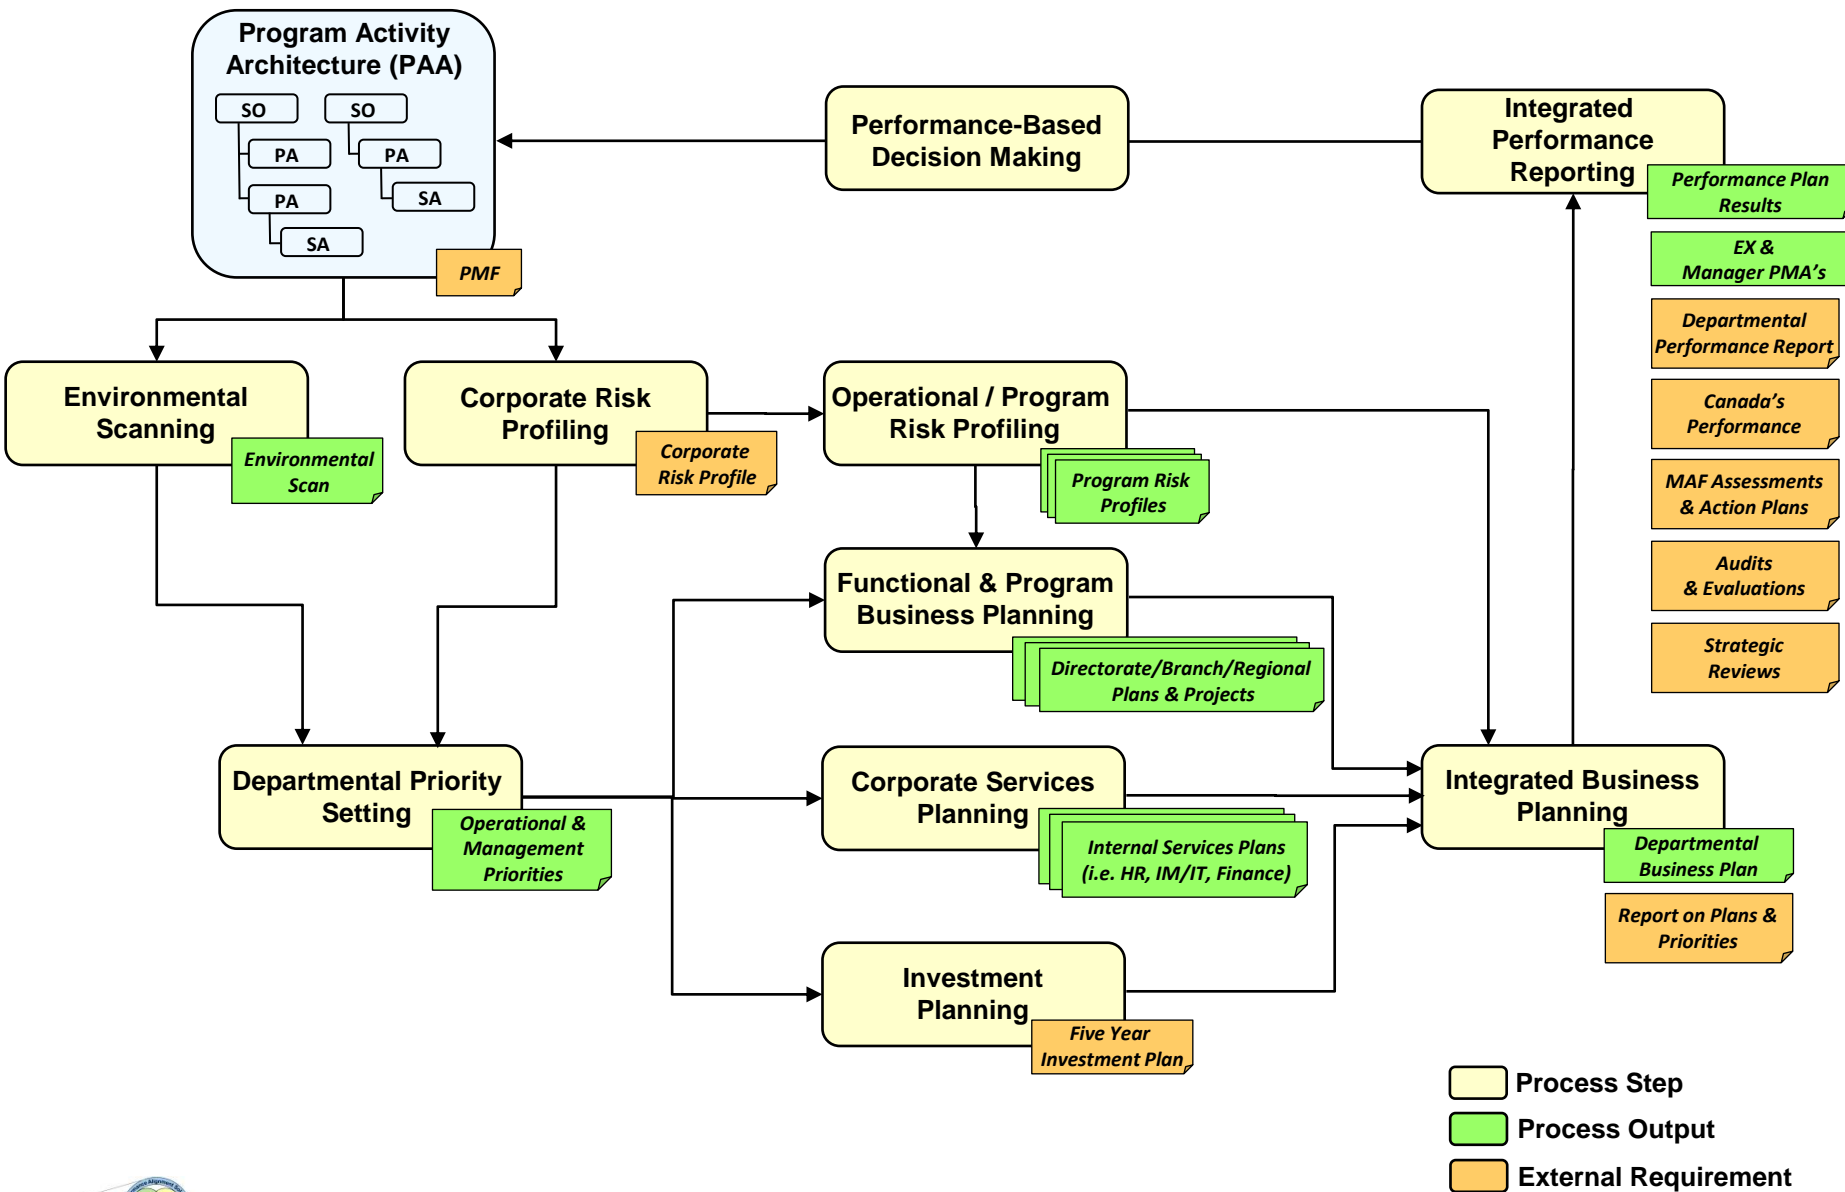 Program Activity
Architecture (PAA)
SO
PA
PA
SA
SO
PA
SA
PMF
Performance-Based
Decision Making
Integrated
Performance
Reporting
Performance Plan
Results
EX &
Manager PMA's
Departmental
Performance Report
Canada's
Performance
MAF Assessments
& Action Plans
Audits
& Evaluations
Strategic
Reviews
Environmental
Scanning
Environmental
Scan
Corporate Risk
Profiling
Corporate
Risk Profile
Operational / Program
Risk Profiling
Program Risk
Profiles
Functional & Program
Business Planning
Directorate/Branch/Regional
Plans & Projects
Departmental Priority
Setting
Operational &
Management
Priorities
Corporate Services
Planning
Internal Services Plans
(i.e. HR, IM/IT, Finance)
Integrated Business
Planning
Departmental
Business Plan
Report on Plans &
Priorities
Investment
Planning
Five Year
Investment Plan
Process Step
Process Output
External Requirement